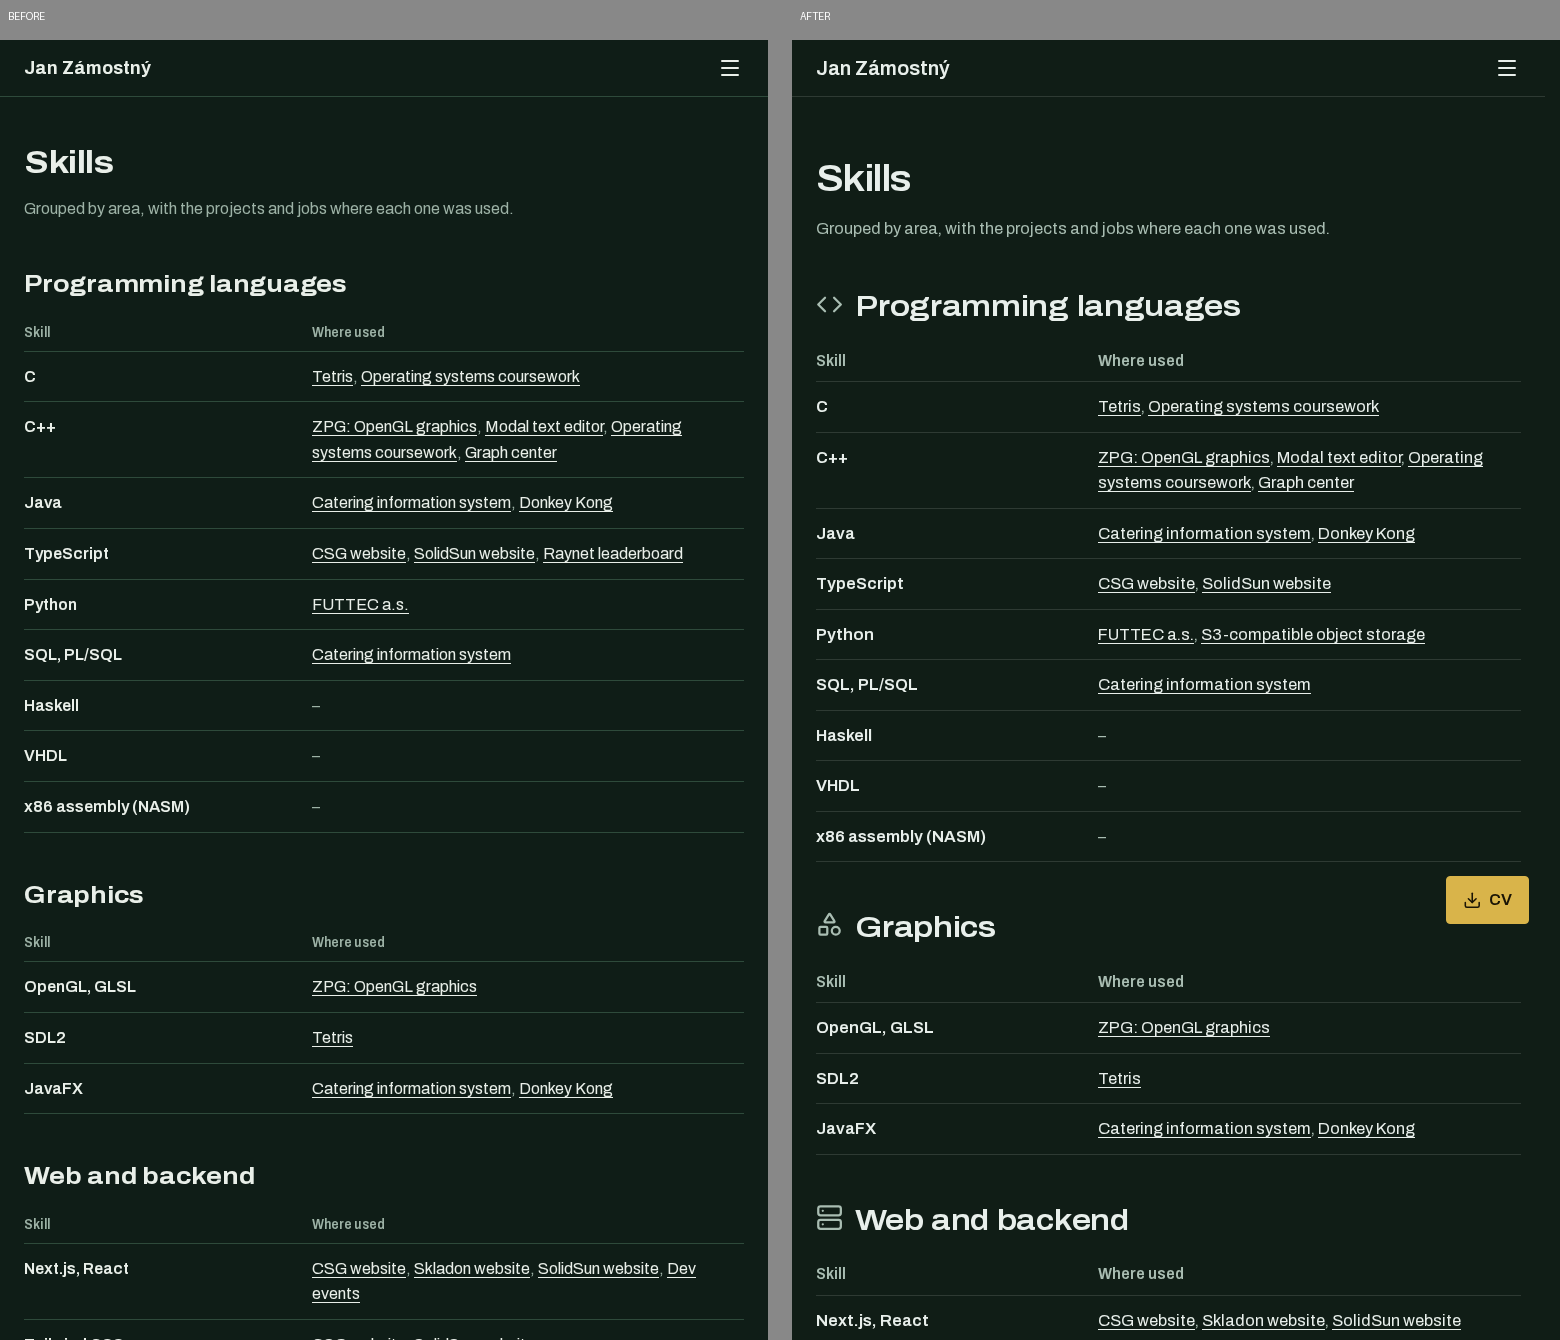 BEFORE
Jan Zámostný
Skills
Grouped by area, with the projects and jobs where each one was used.
Programming languages
Skill Where used
C Tetris, Operating systems coursework
C++ ZPG: OpenGL graphics, Modal text editor, Operating
systems coursework, Graph center
Java Catering information system, Donkey Kong
TypeScript CSG website, SolidSun website, Raynet leaderboard
Python FUTTEC a.s.
SQL, PL/SQL Catering information system
Haskell –
VHDL –
x86 assembly (NASM) –
Graphics
Skill Where used
OpenGL, GLSL ZPG: OpenGL graphics
SDL2 Tetris
JavaFX Catering information system, Donkey Kong
Web and backend
Skill Where used
Next.js, React CSG website, Skladon website, SolidSun website, Dev
events
AFTER
Jan Zámostný
Skills
Grouped by area, with the projects and jobs where each one was used.
Programming languages
Skill Where used
C Tetris, Operating systems coursework
C++ ZPG: OpenGL graphics, Modal text editor, Operating
systems coursework, Graph center
Java Catering information system, Donkey Kong
TypeScript CSG website, SolidSun website
Python FUTTEC a.s., S3-compatible object storage
SQL, PL/SQL Catering information system
Haskell –
VHDL –
x86 assembly (NASM) –
CV
Graphics
Skill Where used
OpenGL, GLSL ZPG: OpenGL graphics
SDL2 Tetris
JavaFX Catering information system, Donkey Kong
Web and backend
Skill Where used
Next.js, React CSG website, Skladon website, SolidSun website